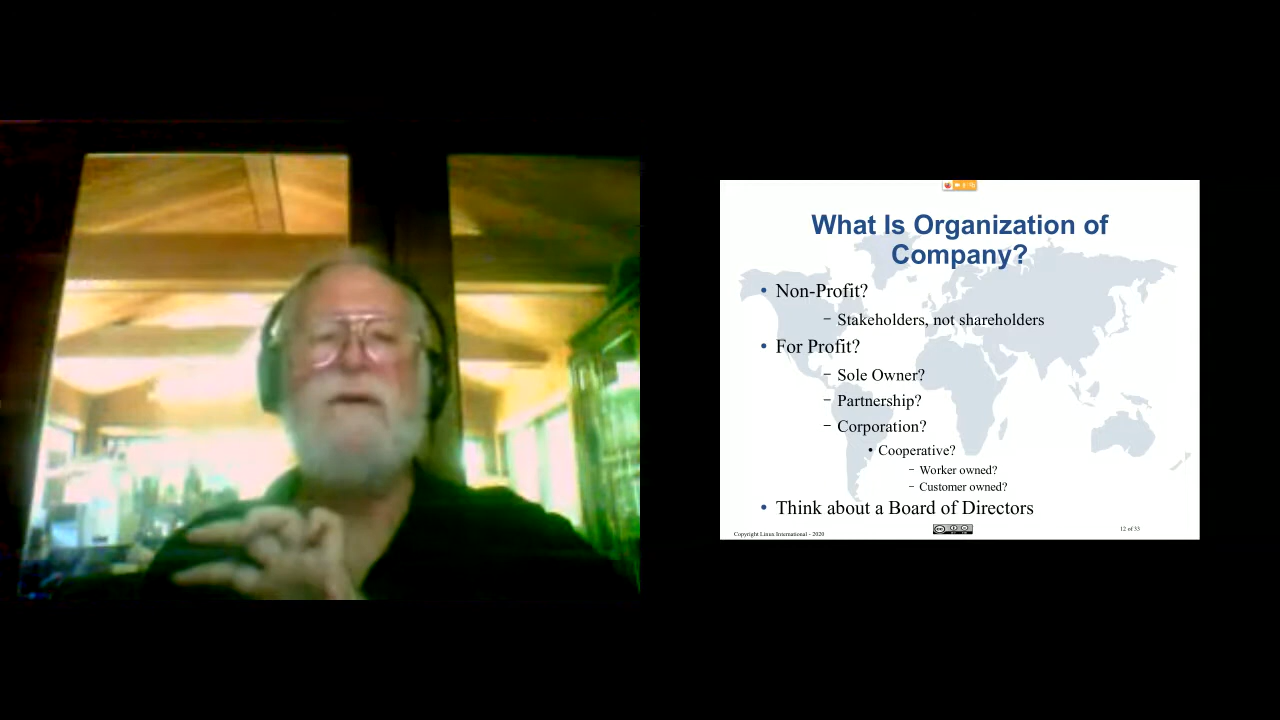 What Is Organization of
Company?
• Non-Profit?
– Stakeholders, not shareholders
• For Profit?
– Sole Owner?
– Partnership?
– Corporation?
• Cooperative?
– Worker owned?
– Customer owned?
• Think about a Board of Directors
Copyright Linux International - 2020
12 of 33